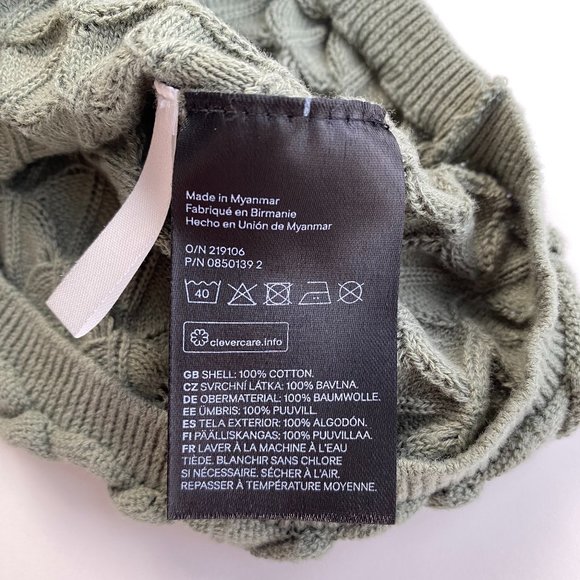 Made in Myanmar
Fabriqué en Birmanie
Hecho en Unión de Myanmar
O/N 219106
P/N 0850139 2
40
clevercare.info
GB SHELL: 100% COTTON.
CZ SVRCHNÍ LÁTKA: 100% BAVLNA.
DE OBERMATERIAL: 100% BAUMWOLLE.
EE ÜMBRIS: 100% PUUVILL.
ES TELA EXTERIOR: 100% ALGODÓN.
FI PÄÄLLISKANGAS: 100% PUUVILLAA.
FR LAVER À LA MACHINE À L'EAU
TIÈDE. BLANCHIR SANS CHLORE
SI NÉCESSAIRE. SÉCHER À L'AIR.
REPASSER À TEMPÉRATURE MOYENNE.